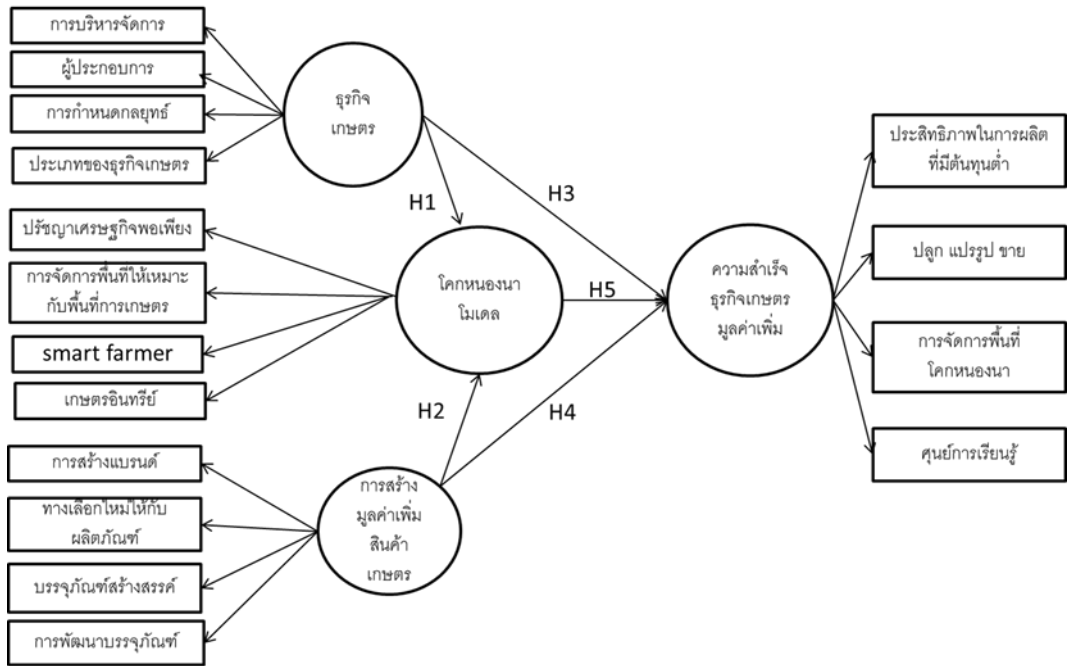 การบริหารจัดการ
ผู้ประกอบการ
การกำหนดกลยุทธ์
ประเภทของธุรกิจเกษตร
ปรัชญาเศรษฐกิจพอเพียง
การจัดการพื้นที่ให้เหมาะ
กับพื้นที่การเกษตร
smart farmer
เกษตรอินทรีย์
การสร้างแบรนด์
ทางเลือกใหม่ให้กับ
ผลิตภัณฑ์
บรรจุภัณฑ์สร้างสรรค์
การพัฒนาบรรจุภัณฑ์
ธุรกิจ
เกษตร
H1
H3
โคกหนองนา
โมเดล
H5
H2
H4
การสร้าง
มูลค่าเพิ่ม
สินค้า
เกษตร
ความสำเร็จ
ธุรกิจเกษตร
มูลค่าเพิ่ม
ประสิทธิภาพในการผลิต
ที่มีต้นทุนต่ำ
ปลูก แปรรูป ขาย
การจัดการพื้นที่
โคกหนองนา
ศุนย์การเรียนรู้